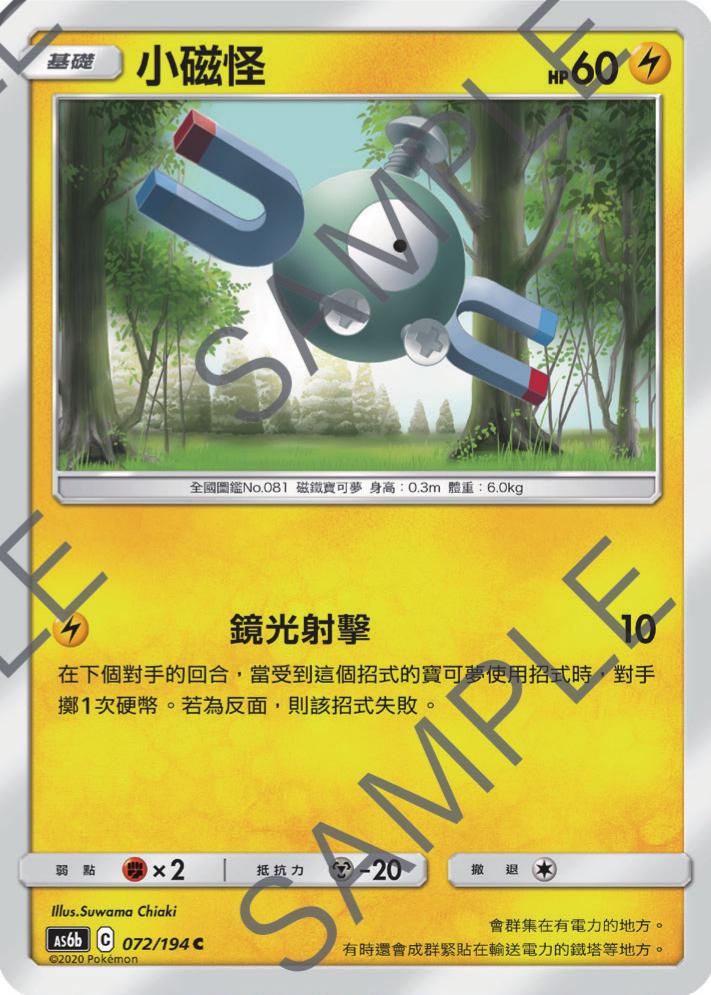 基礎 小磁怪 HP60
全國圖鑑No.081 磁鐵寶可夢 身高：0.3m 體重：6.0kg
鏡光射擊 10
在下個對手的回合，當受到這個招式的寶可夢使用招式時，對手
擲1次硬幣。若為反面，則該招式失敗。
弱點 ×2 抵抗力 -20 撤退
Illus.Suwama Chiaki
會群集在有電力的地方。
AS6b C 072/194 C
有時還會成群緊貼在輸送電力的鐵塔等地方。
©2020 Pokémon
SAMPLE
SAMPLE
SAMPLE